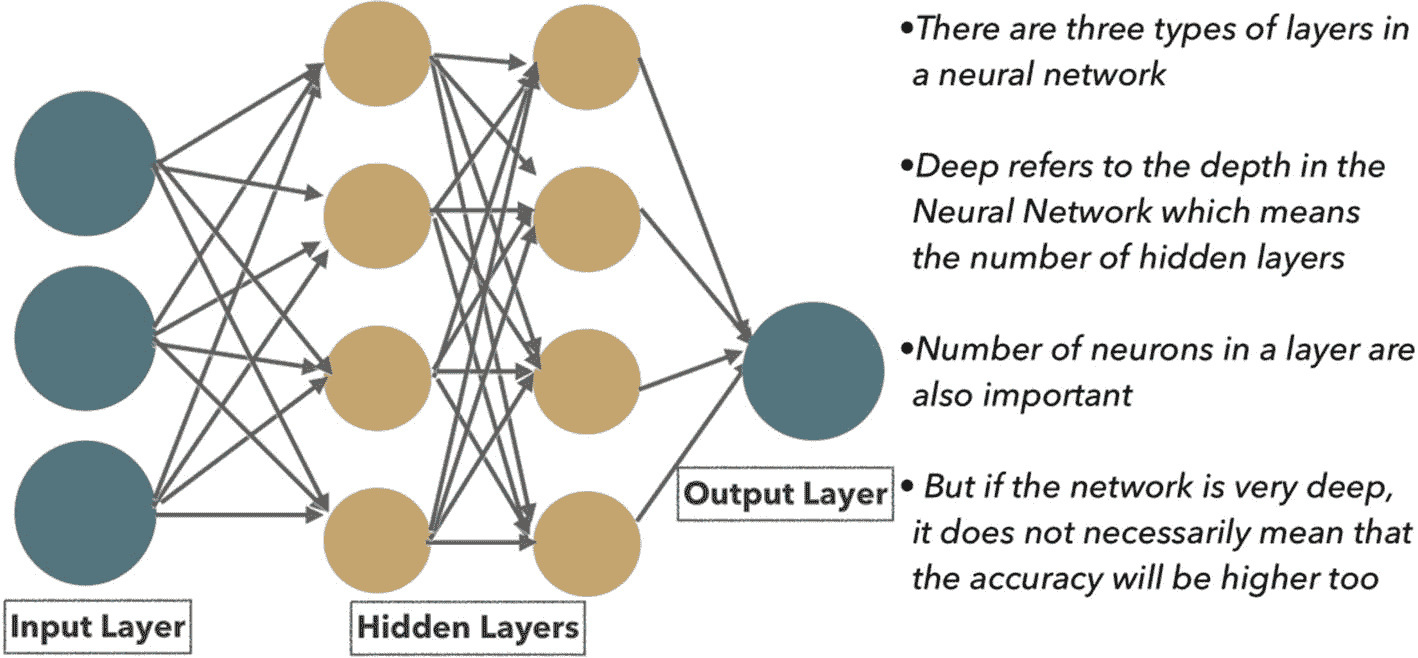 •There are three types of layers in
a neural network
•Deep refers to the depth in the
Neural Network which means
the number of hidden layers
•Number of neurons in a layer are
also important
• But if the network is very deep,
it does not necessarily mean that
the accuracy will be higher too
Output Layer
Input Layer
Hidden Layers